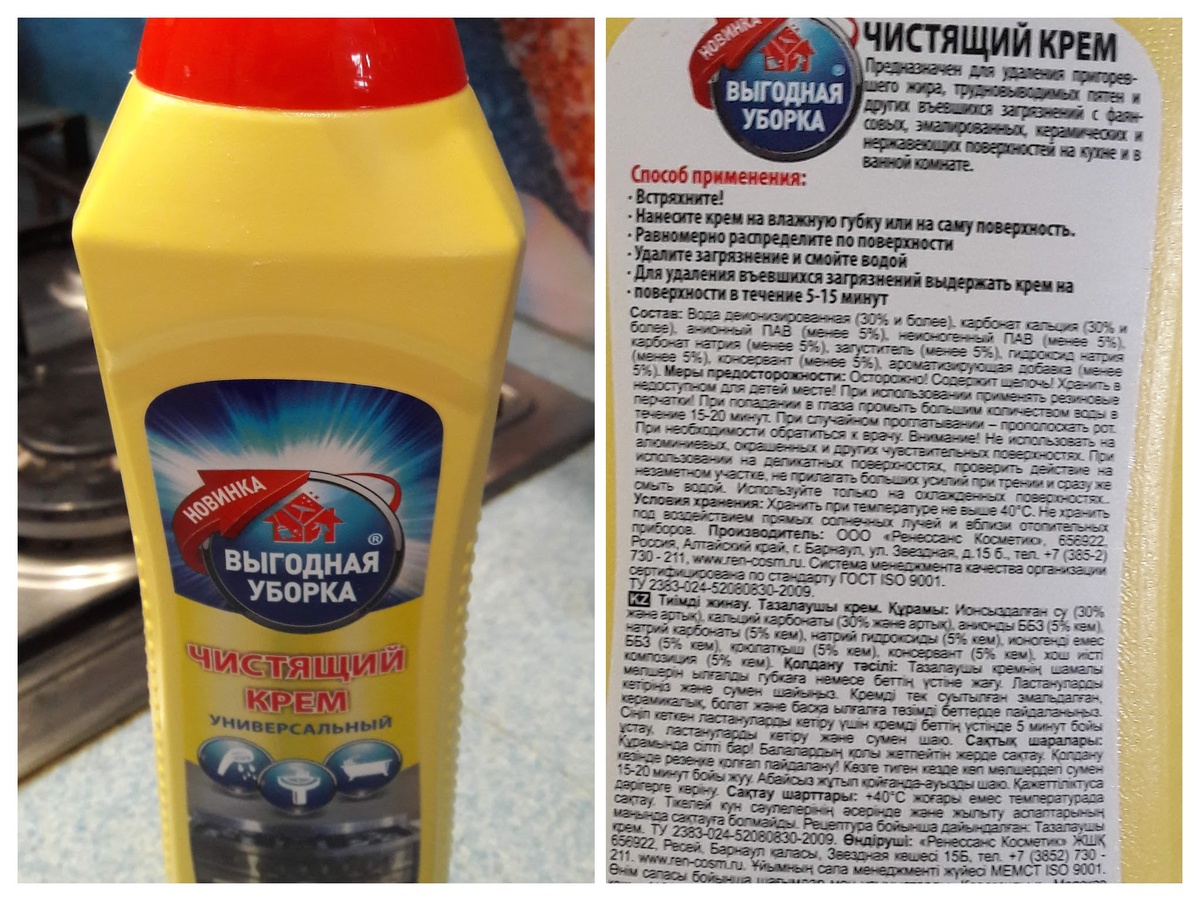 НОВИНКА
ВЫГОДНАЯ
УБОРКА
®
ЧИСТЯЩИЙ
КРЕМ
УНИВЕРСАЛЬНЫЙ
НОВИНКА
ВЫГОДНАЯ
УБОРКА
®
ЧИСТЯЩИЙ КРЕМ
Предназначен для удаления пригорев-
шего жира, трудновыводимых пятен и
других въевшихся загрязнений с фаян-
совых, эмалированных, керамических и
нержавеющих поверхностей на кухне и в
ванной комнате.
Способ применения:
· Встряхните!
· Нанесите крем на влажную губку или на саму поверхность.
· Равномерно распределите по поверхности
· Удалите загрязнение и смойте водой
· Для удаления въевшихся загрязнений выдержать крем на
· поверхности в течение 5-15 минут
Состав: Вода деионизированная (30% и более), карбонат кальция (30% и
более), анионный ПАВ (менее 5%), неионогенный ПАВ (менее 5%),
карбонат натрия (менее 5%), загуститель (менее 5%), гидроксид натрия
(менее 5%), консервант (менее 5%), ароматизирующая добавка (менее
5%). Меры предосторожности: Осторожно! Содержит щелочь! Хранить в
недоступном для детей месте! При использовании применять резиновые
перчатки! При попадании в глаза промыть большим количеством воды в
течение 15-20 минут. При случайном проглатывании – прополоскать рот.
При необходимости обратиться к врачу. Внимание! Не использовать на
алюминиевых, окрашенных и других чувствительных поверхностях. При
использовании на деликатных поверхностях, проверить действие на
незаметном участке, не прилагать больших усилий при трении и сразу же
смыть водой. Используйте только на охлажденных поверхностях..
Условия хранения: Хранить при температуре не выше 40°С. Не хранить
под воздействием прямых солнечных лучей и вблизи отопительных
приборов. Производитель: ООО «Ренессанс Косметик», 656922,
Россия, Алтайский край, г. Барнаул, ул. Звездная, д.15 б., тел. +7 (385-2)
730 - 211, www.ren-cosm.ru. Система менеджмента качества организации
сертифицирована по стандарту ГОСТ ISO 9001.
ТУ 2383-024-52080830-2009.
KZ Тиімді жинау. Тазалаушы крем. Құрамы: Ионсыздалған су (30%
және артық), кальций карбонаты (30% және артық), анионды ББЗ (5% кем),
натрий карбонаты (5% кем), натрий гидроксиды (5% кем), ионогенді емес
ББЗ (5% кем), қоюлатқыш (5% кем), консервант (5% кем), хош иісті
композиция (5% кем). Қолдану тәсілі: Тазалаушы кремнің шамалы
мөлшерін ылғалды губкаға немесе беттің үстіне жағу. Ластануларды
кетіріңіз және сумен шайыңыз. Кремді тек суытылған эмальдалған,
керамикалық, болат және басқа ылғалға төзімді беттерде пайдаланыңыз.
Сіңіп кеткен ластануларды кетіру үшін кремді беттің үстінде 5 минут бойы
ұстау, ластануларды кетіру және сумен шаю. Сақтық шаралары:
Құрамында сілті бар! Балалардың қолы жетпейтін жерде сақтау. Қолдану
кезінде резеңке қолғап пайдалану! Көзге тиген кезде көп мөлшердегі сумен
15-20 минут бойы жуу. Абайсыз жұтып қойғанда-ауызды шаю. Қажеттілікстуса
дәрігерге көріну. Сақтау шарттары: +40°С жоғары емес температурада
сақтау. Тікелей күн сәулелерінің әсерінде және жылыту аспаптарының
маңында сақтауға болмайды. Рецептура бойынша дайындалған: Тазалаушы
крем. ТУ 2383-024-52080830-2009. Өндіруші: «Ренессанс Косметик» ЖШҚ
656922, Ресей, Барнаул қаласы, Звездная көшесі 15Б, тел. +7 (3852) 730 -
211. www.ren-cosm.ru. Ұйымның сапа менеджменті жүйесі МЕМСТ ISO 9001.
Өнім сапасы бойынша